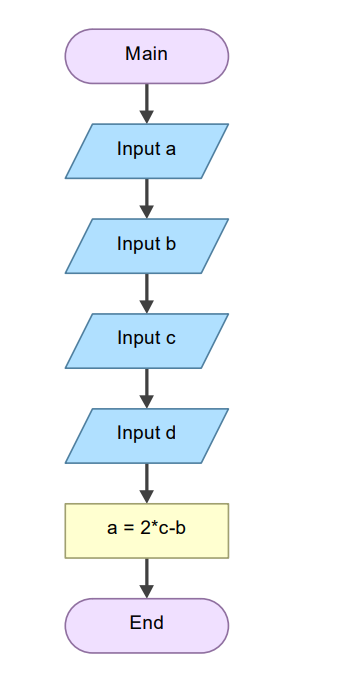 Main
Input a
Input b
Input c
Input d
a = 2*c-b
End